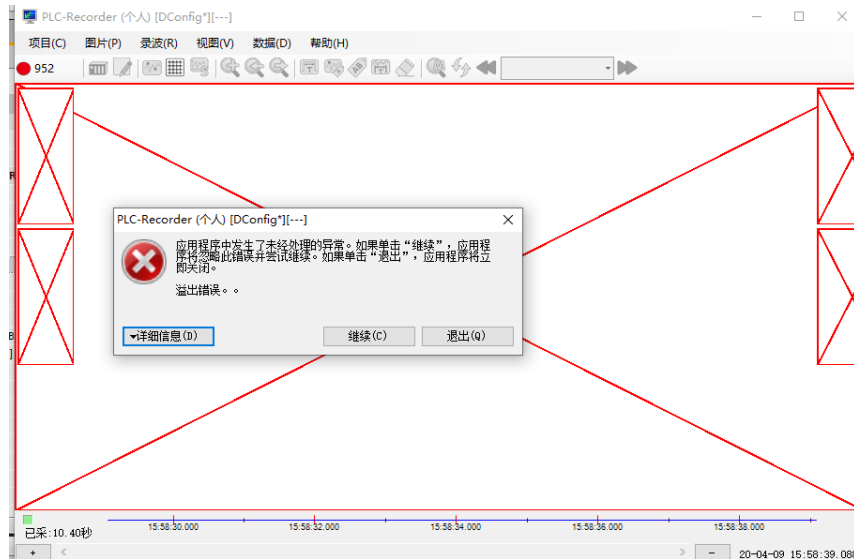 PLC-Recorder (个人) [DConfig*][---]
项目(C) 图片(P) 录波(R) 视图(V) 数据(D) 帮助(H)
952
PLC-Recorder (个人) [DConfig*][---]
应用程序中发生了未经处理的异常。如果单击“继续”，应用程
序将忽略此错误并尝试继续。如果单击“退出”，应用程序将立
即关闭。
溢出错误。。
详细信息(D) 继续(C) 退出(Q)
15:58:30.000 15:58:32.000 15:58:34.000 15:58:36.000 15:58:38.000
已采:10.40秒
20-04-09 15:58:39.08